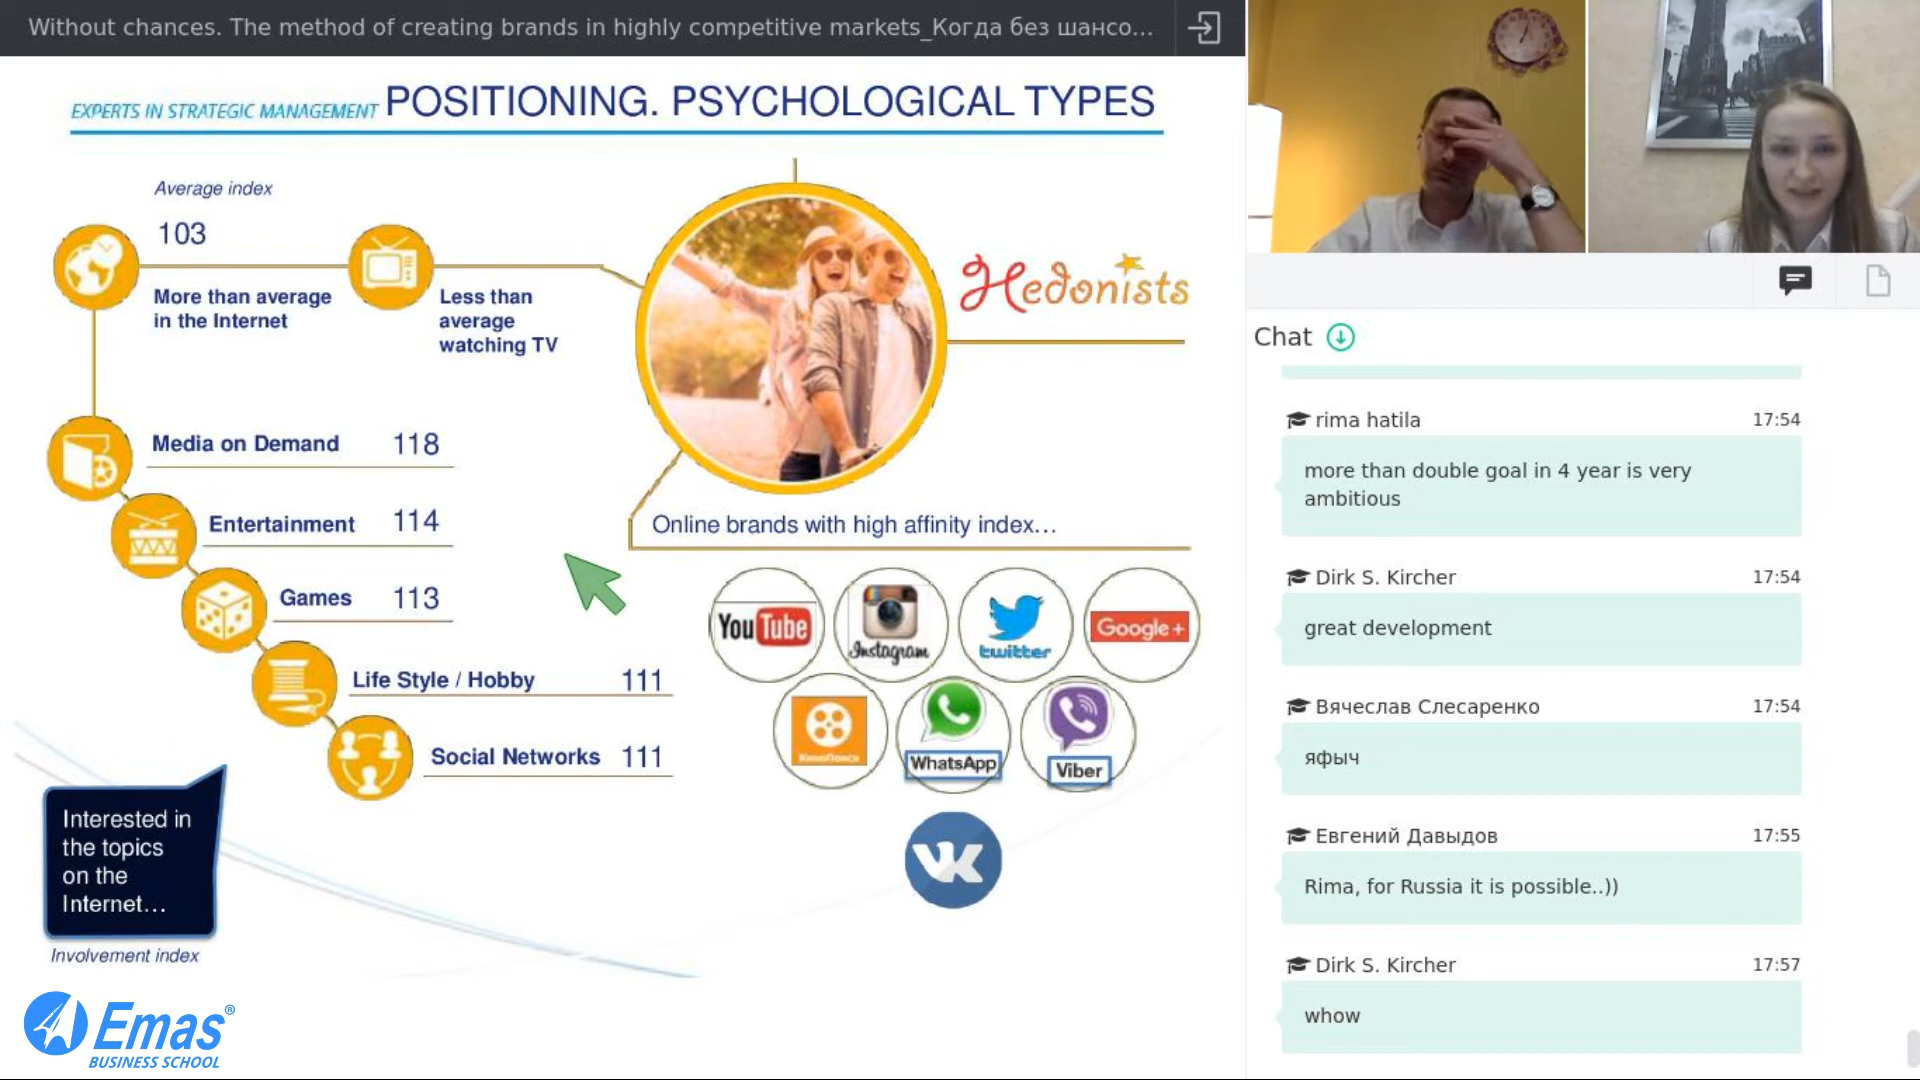 Without chances. The method of creating brands in highly competitive markets_Когда без шансо...
EXPERTS IN STRATEGIC MANAGEMENT POSITIONING. PSYCHOLOGICAL TYPES
Average index
103
More than average
in the Internet
Less than
average
watching TV
Hedonists
Media on Demand 118
Entertainment 114
Games 113
Life Style / Hobby 111
Social Networks 111
Online brands with high affinity index…
YouTube
Instagram
twitter
Google+
КиноПоиск
WhatsApp
Viber
VK
Interested in
the topics
on the
Internet…
Involvement index
Emas®
BUSINESS SCHOOL
Chat
rima hatila 17:54
more than double goal in 4 year is very
ambitious
Dirk S. Kircher 17:54
great development
Вячеслав Слесаренко 17:54
яфыч
Евгений Давыдов 17:55
Rima, for Russia it is possible..))
Dirk S. Kircher 17:57
whow